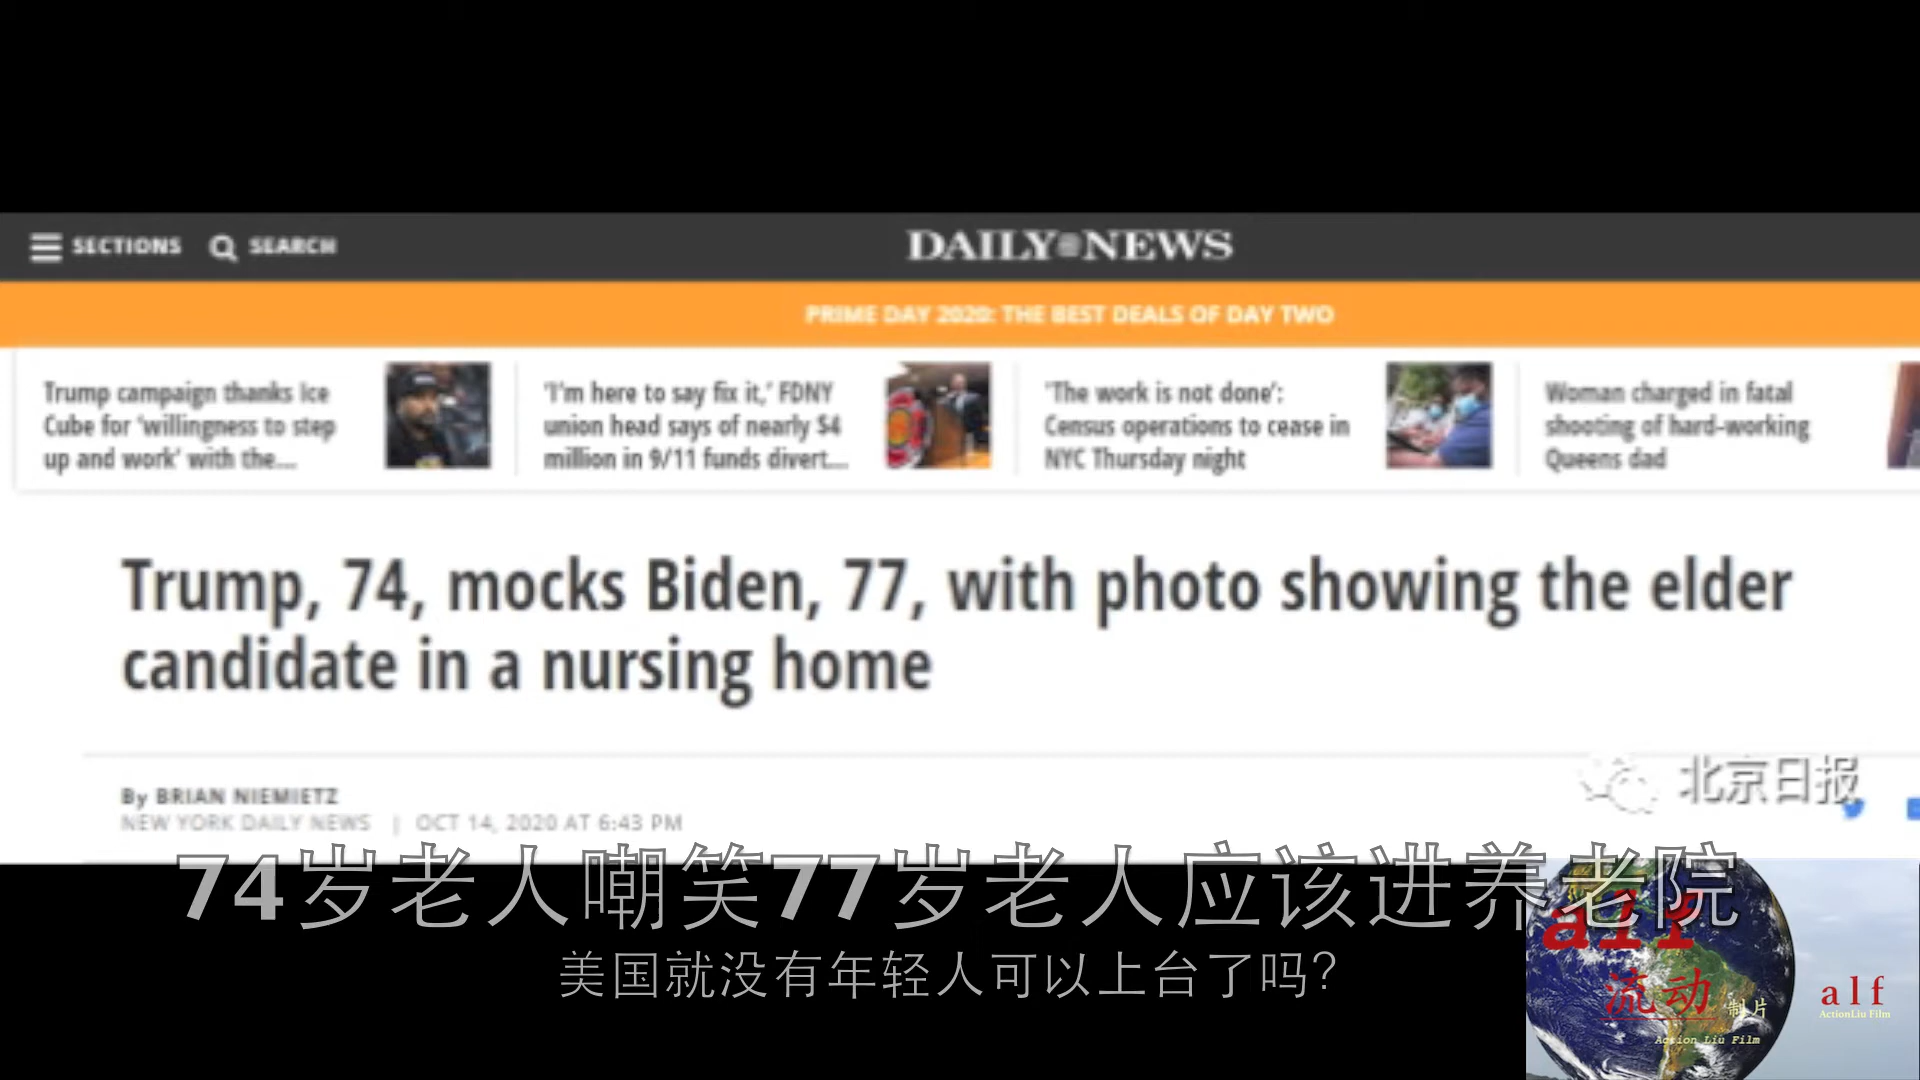 SECTIONS SEARCH
DAILY NEWS
PRIME DAY 2020: THE BEST DEALS OF DAY TWO
Trump campaign thanks Ice
Cube for ‘willingness to step
up and work’ with the...
‘I’m here to say fix it,’ FDNY
union head says of nearly $4
million in 9/11 funds divert...
‘The work is not done’:
Census operations to cease in
NYC Thursday night
Woman charged in fatal
shooting of hard-working
Queens dad
Trump, 74, mocks Biden, 77, with photo showing the elder
candidate in a nursing home
By BRIAN NIEMIETZ
NEW YORK DAILY NEWS | OCT 14, 2020 AT 6:43 PM
北京日报
74岁老人嘲笑77岁老人应该进养老院
美国就没有年轻人可以上台了吗?
alf
流动 制片
Action Liu Film
alf
ActionLiu Film